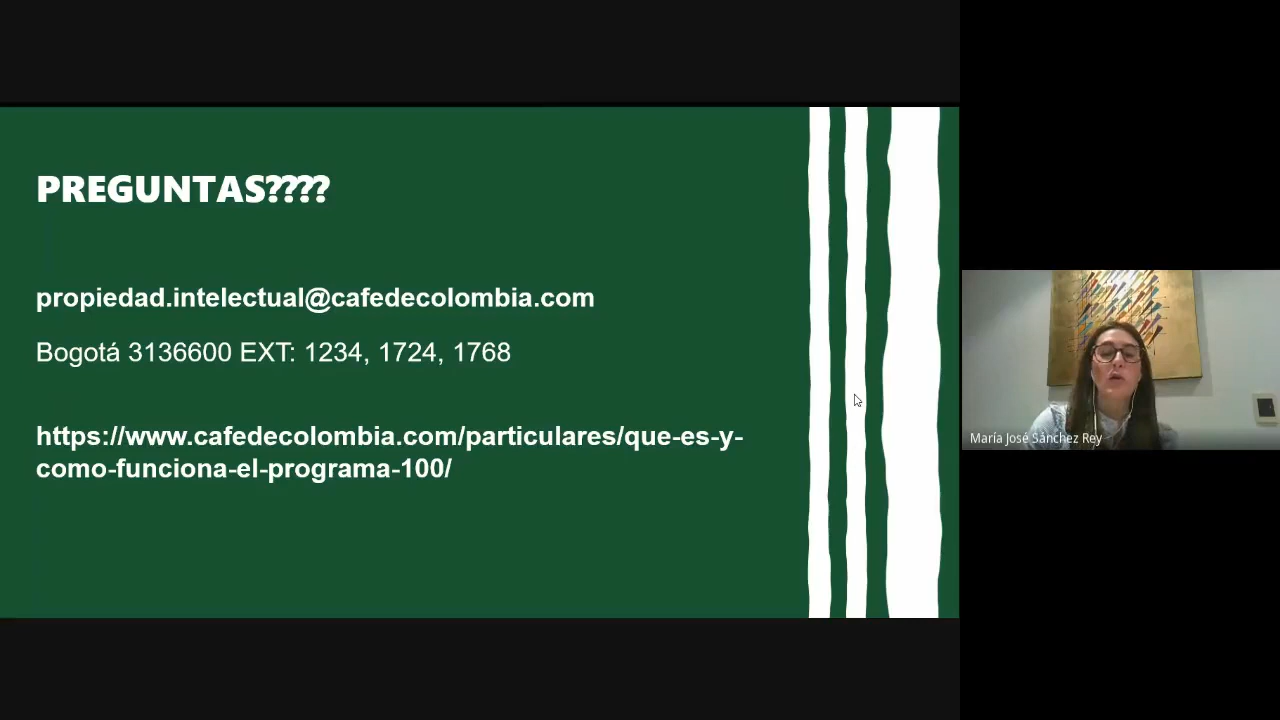 PREGUNTAS????
propiedad.intelectual@cafedecolombia.com
Bogotá 3136600 EXT: 1234, 1724, 1768
https://www.cafedecolombia.com/particulares/que-es-y-
como-funciona-el-programa-100/
María José Sánchez Rey